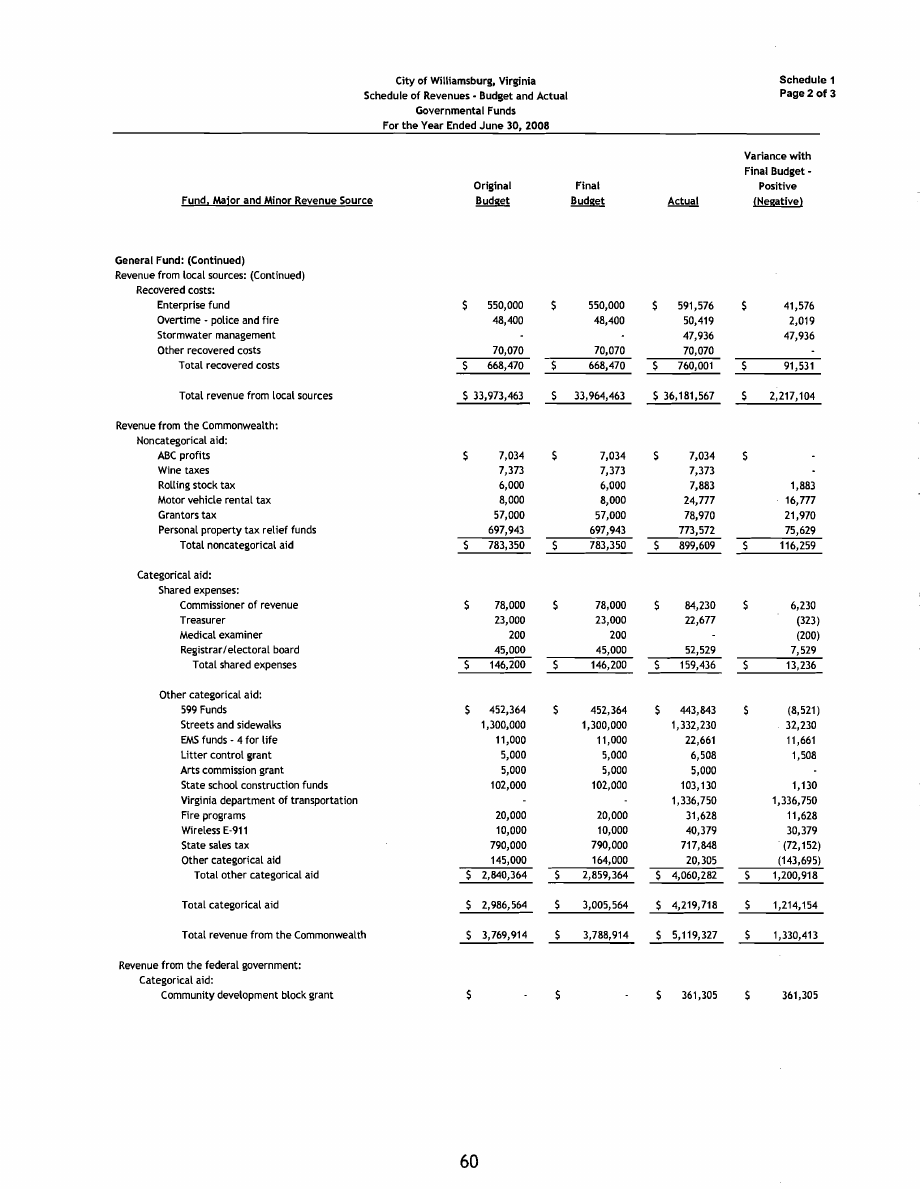 City of Williamsburg, Virginia
Schedule of Revenues - Budget and Actual
Governmental Funds
For the Year Ended June 30, 2008
Schedule 1
Page 2 of 3
Fund, Major and Minor Revenue Source
Original
Budget
Final
Budget
Actual
Variance with
Final Budget -
Positive
(Negative)
General Fund: (Continued)
Revenue from local sources: (Continued)
Recovered costs:
Enterprise fund $ 550,000 $ 550,000 $ 591,576 $ 41,576
Overtime - police and fire 48,400 48,400 50,419 2,019
Stormwater management - - 47,936 47,936
Other recovered costs 70,070 70,070 70,070 -
Total recovered costs $ 668,470 $ 668,470 $ 760,001 $ 91,531
Total revenue from local sources $ 33,973,463 $ 33,964,463 $ 36,181,567 $ 2,217,104
Revenue from the Commonwealth:
Noncategorical aid:
ABC profits $ 7,034 $ 7,034 $ 7,034 $ -
Wine taxes 7,373 7,373 7,373 -
Rolling stock tax 6,000 6,000 7,883 1,883
Motor vehicle rental tax 8,000 8,000 24,777 16,777
Grantors tax 57,000 57,000 78,970 21,970
Personal property tax relief funds 697,943 697,943 773,572 75,629
Total noncategorical aid $ 783,350 $ 783,350 $ 899,609 $ 116,259
Categorical aid:
Shared expenses:
Commissioner of revenue $ 78,000 $ 78,000 $ 84,230 $ 6,230
Treasurer 23,000 23,000 22,677 (323)
Medical examiner 200 200 - (200)
Registrar/electoral board 45,000 45,000 52,529 7,529
Total shared expenses $ 146,200 $ 146,200 $ 159,436 $ 13,236
Other categorical aid:
599 Funds $ 452,364 $ 452,364 $ 443,843 $ (8,521)
Streets and sidewalks 1,300,000 1,300,000 1,332,230 32,230
EMS funds - 4 for life 11,000 11,000 22,661 11,661
Litter control grant 5,000 5,000 6,508 1,508
Arts commission grant 5,000 5,000 5,000 -
State school construction funds 102,000 102,000 103,130 1,130
Virginia department of transportation - - 1,336,750 1,336,750
Fire programs 20,000 20,000 31,628 11,628
Wireless E-911 10,000 10,000 40,379 30,379
State sales tax 790,000 790,000 717,848 (72,152)
Other categorical aid 145,000 164,000 20,305 (143,695)
Total other categorical aid $ 2,840,364 $ 2,859,364 $ 4,060,282 $ 1,200,918
Total categorical aid $ 2,986,564 $ 3,005,564 $ 4,219,718 $ 1,214,154
Total revenue from the Commonwealth $ 3,769,914 $ 3,788,914 $ 5,119,327 $ 1,330,413
Revenue from the federal government:
Categorical aid:
Community development block grant $ - $ - $ 361,305 $ 361,305
60